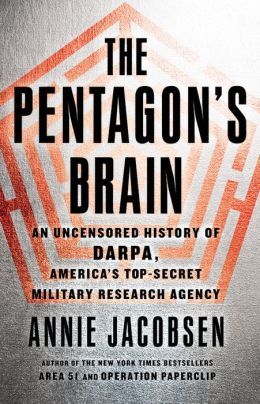 THE
PENTAGON'S
BRAIN
AN UNCENSORED HISTORY OF
DARPA,
AMERICA'S TOP-SECRET
MILITARY RESEARCH AGENCY
ANNIE JACOBSEN
AUTHOR OF THE NEW YORK TIMES BESTSELLERS
AREA 51 AND OPERATION PAPERCLIP